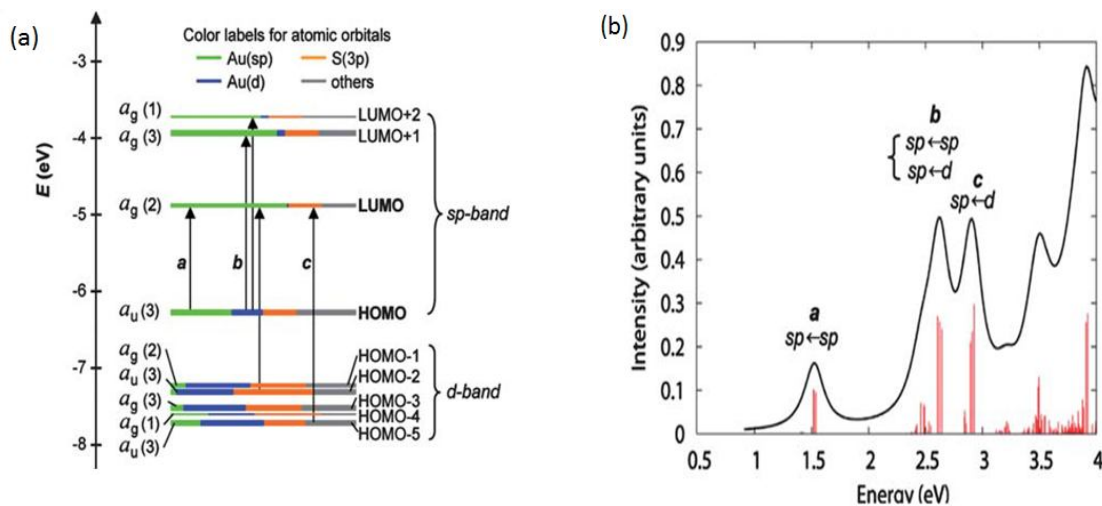 (a)
Color labels for atomic orbitals
Au(sp) S(3p)
Au(d) others
E (eV)
-3
-4
-5
-6
-7
-8
ag(1)
ag(3)
ag(2)
au(3)
ag(2)
au(3)
ag(3)
ag(1)
au(3)
a
b
c
LUMO+2
LUMO+1
LUMO
HOMO
HOMO-1
HOMO-2
HOMO-3
HOMO-4
HOMO-5
sp-band
d-band
(b)
Intensity (arbitrary units)
0.9
0.8
0.7
0.6
0.5
0.4
0.3
0.2
0.1
0
a
sp←sp
b
sp←sp
sp←d
c
sp←d
0.5 1 1.5 2 2.5 3 3.5 4
Energy (eV)